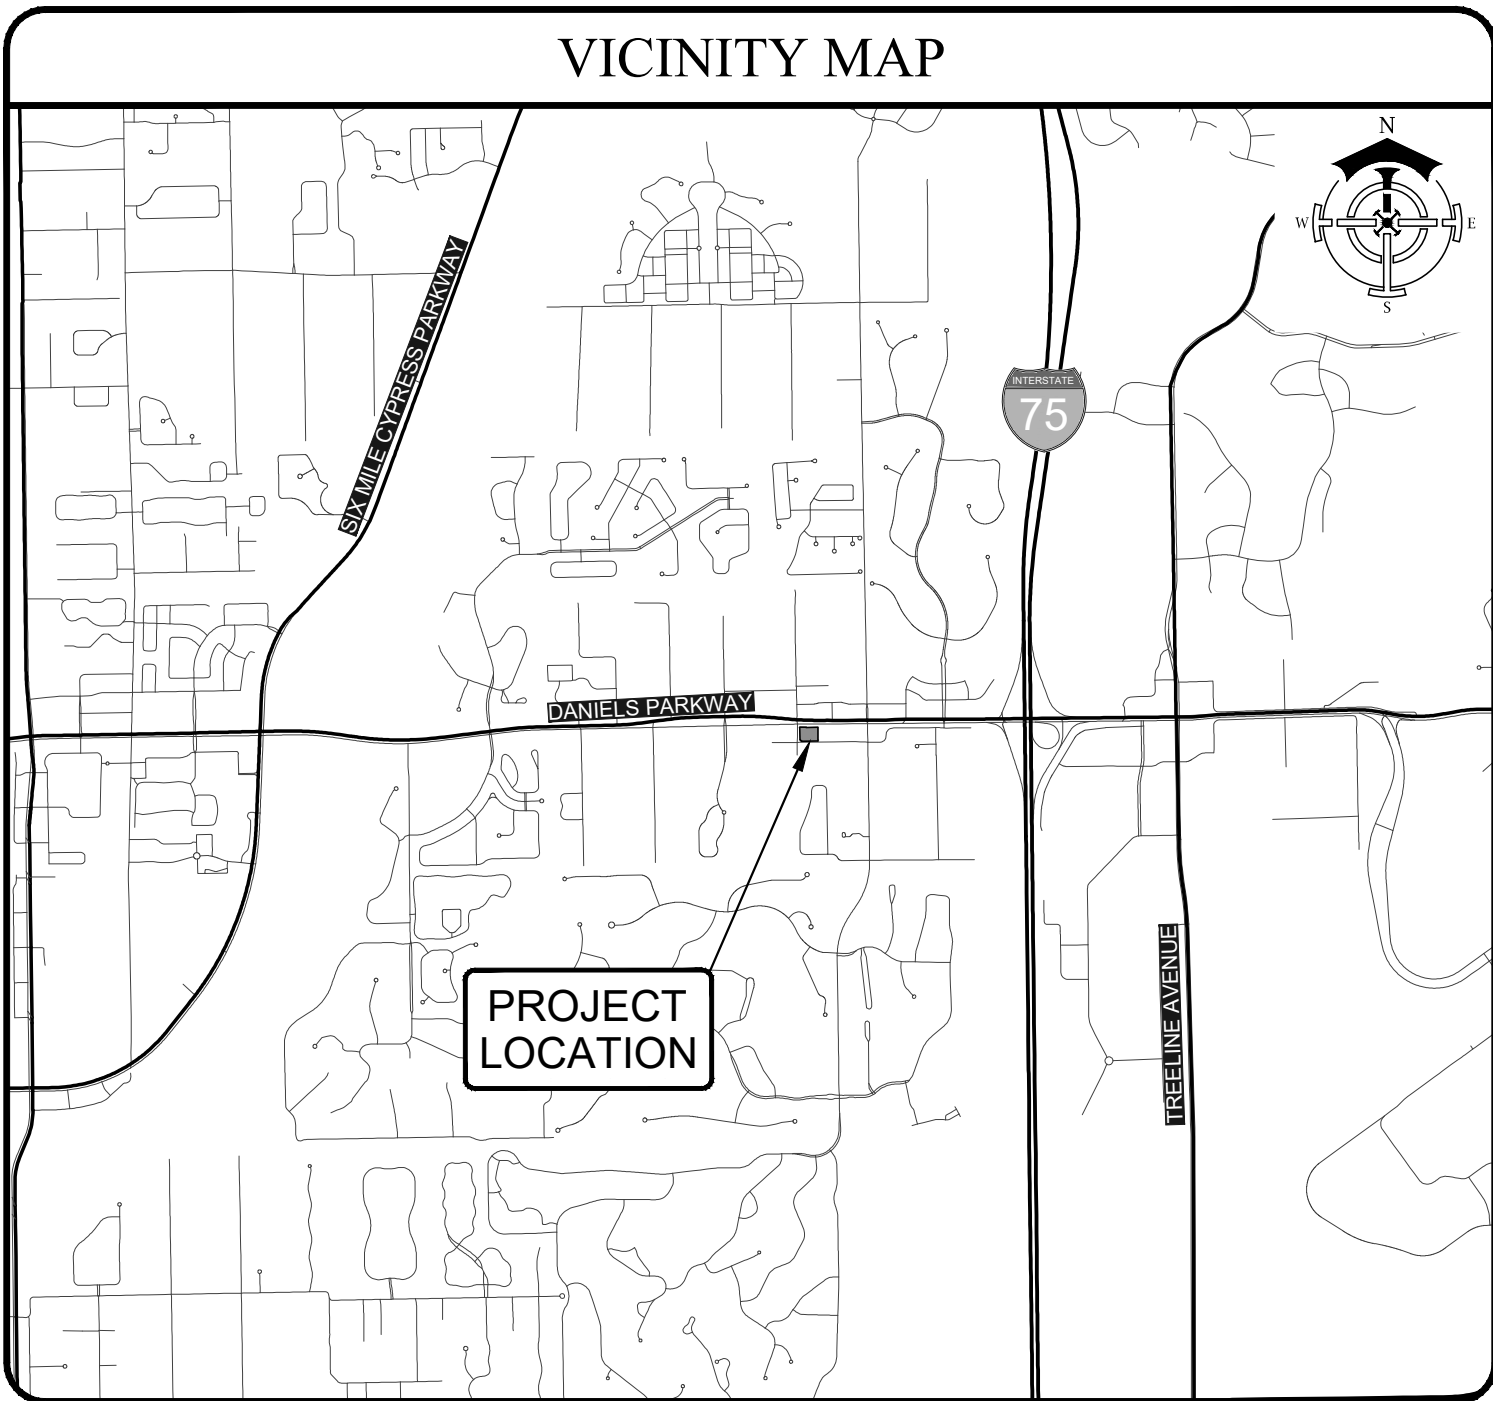 VICINITY MAP
N
W
E
S
SIX MILE CYPRESS PARKWAY
INTERSTATE
75
DANIELS PARKWAY
PROJECT
LOCATION
TREELINE AVENUE